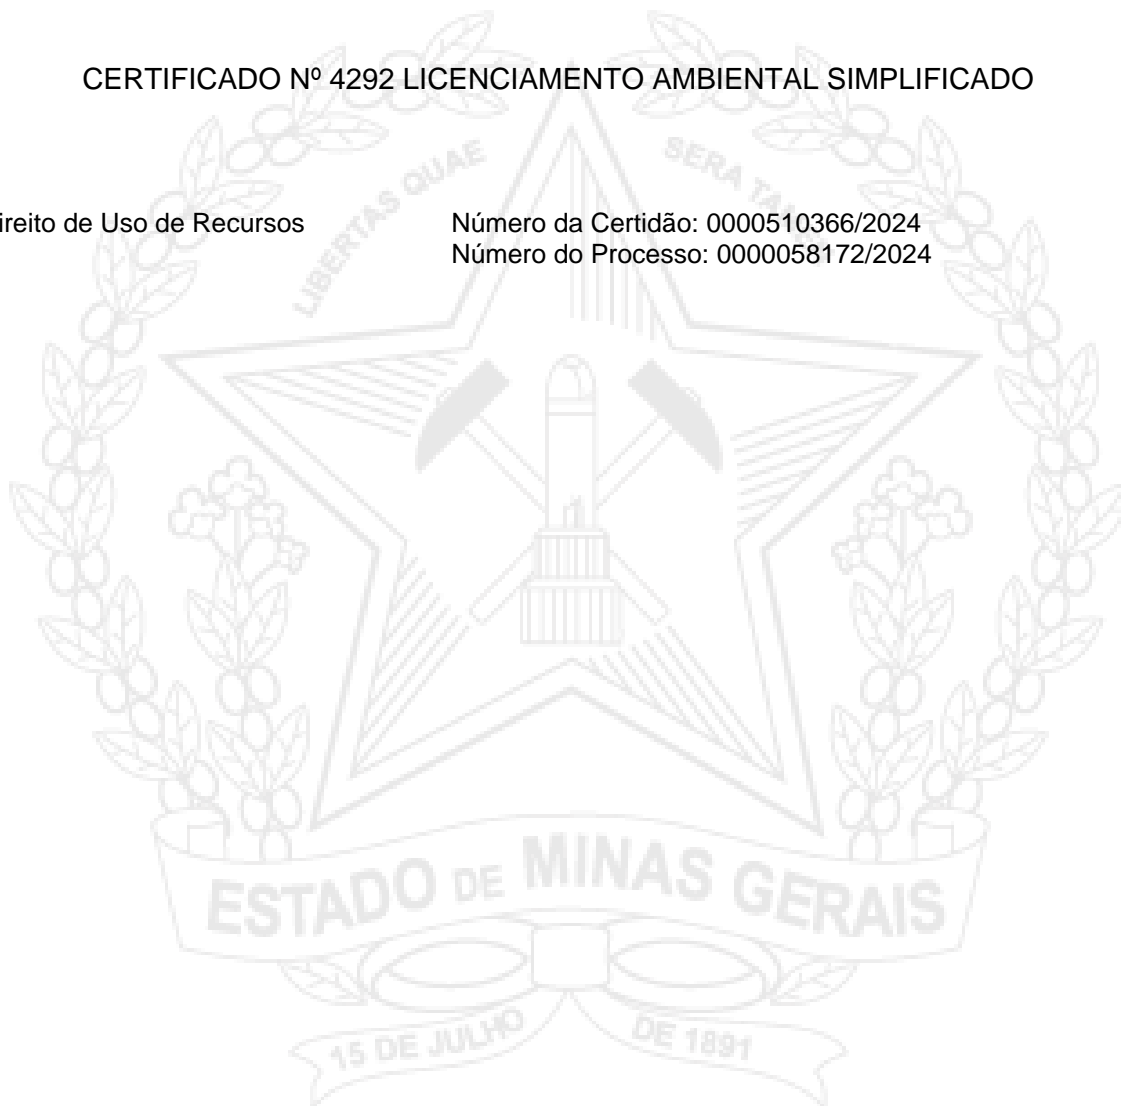 CERTIFICADO Nº 4292 LICENCIAMENTO AMBIENTAL SIMPLIFICADO
LIBERTAS QUAE SERA
ireito de Uso de Recursos Número da Certidão: 0000510366/2024
Número do Processo: 0000058172/2024
ESTADO DE MINAS GERAIS
15 DE JULHO DE 1891